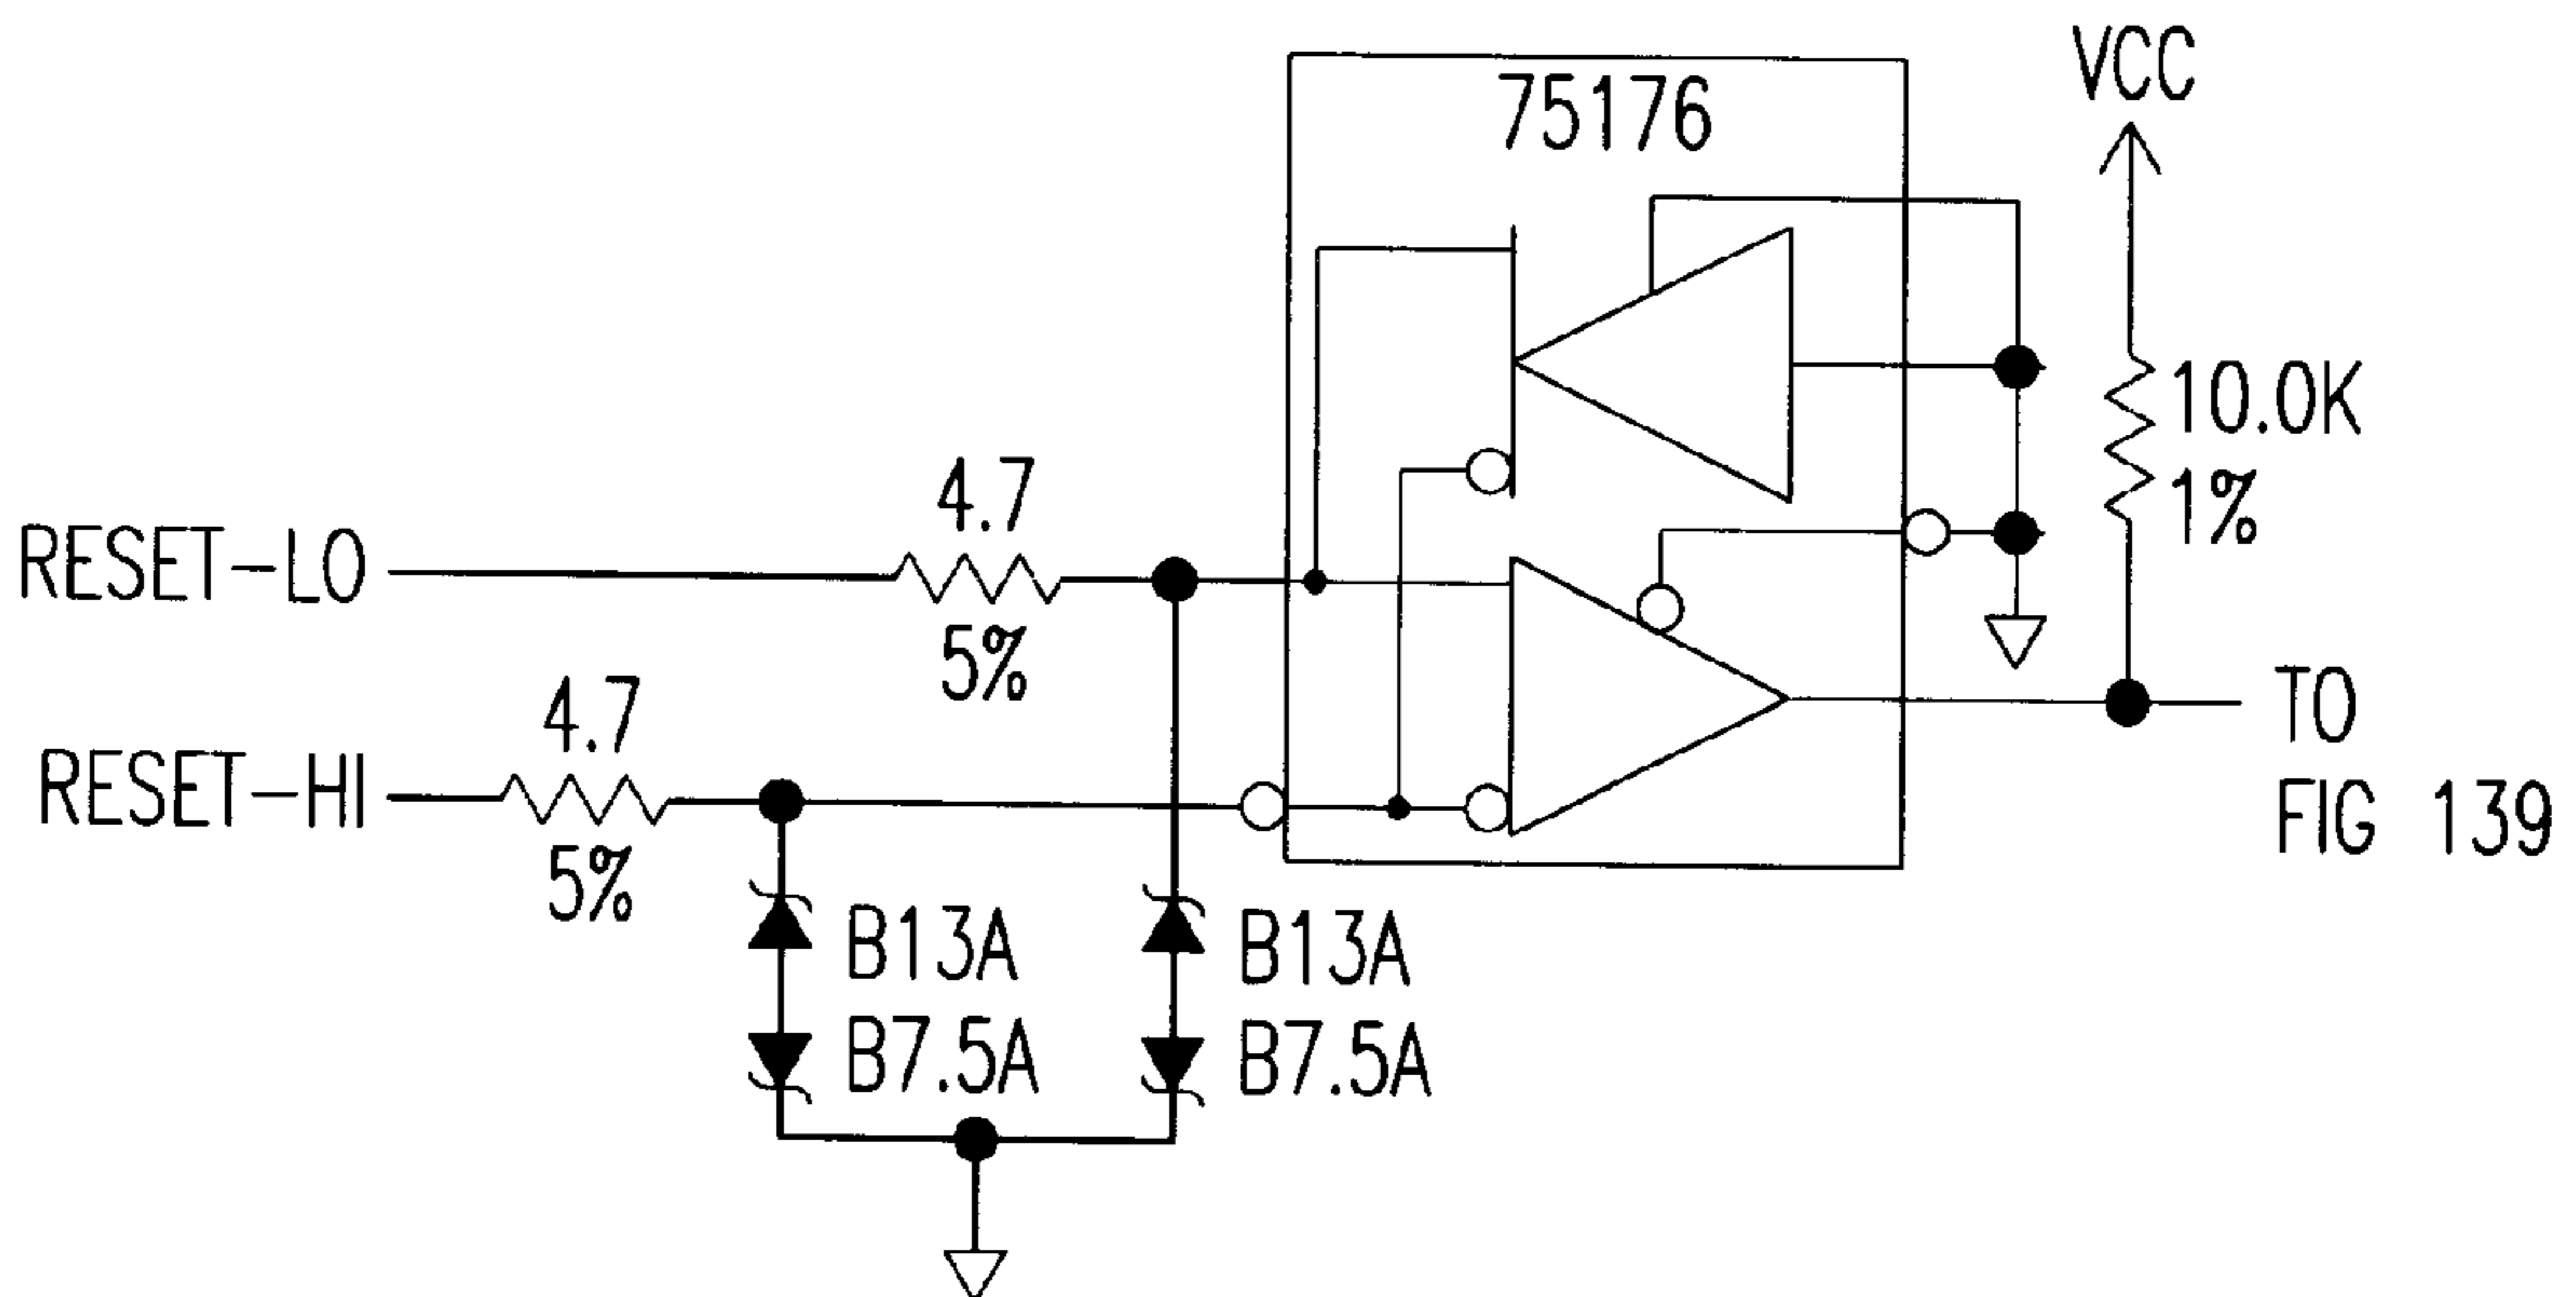 75176
VCC
10.0K
1%
4.7
5%
RESET-LO
4.7
5%
RESET-HI
TO
FIG 139
B13A
B7.5A
B13A
B7.5A